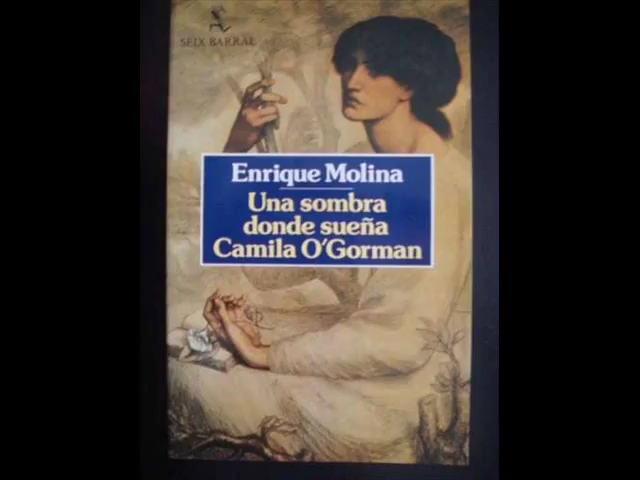 SEIX BARRAL
Enrique Molina
Una sombra
donde sueña
Camila O'Gorman